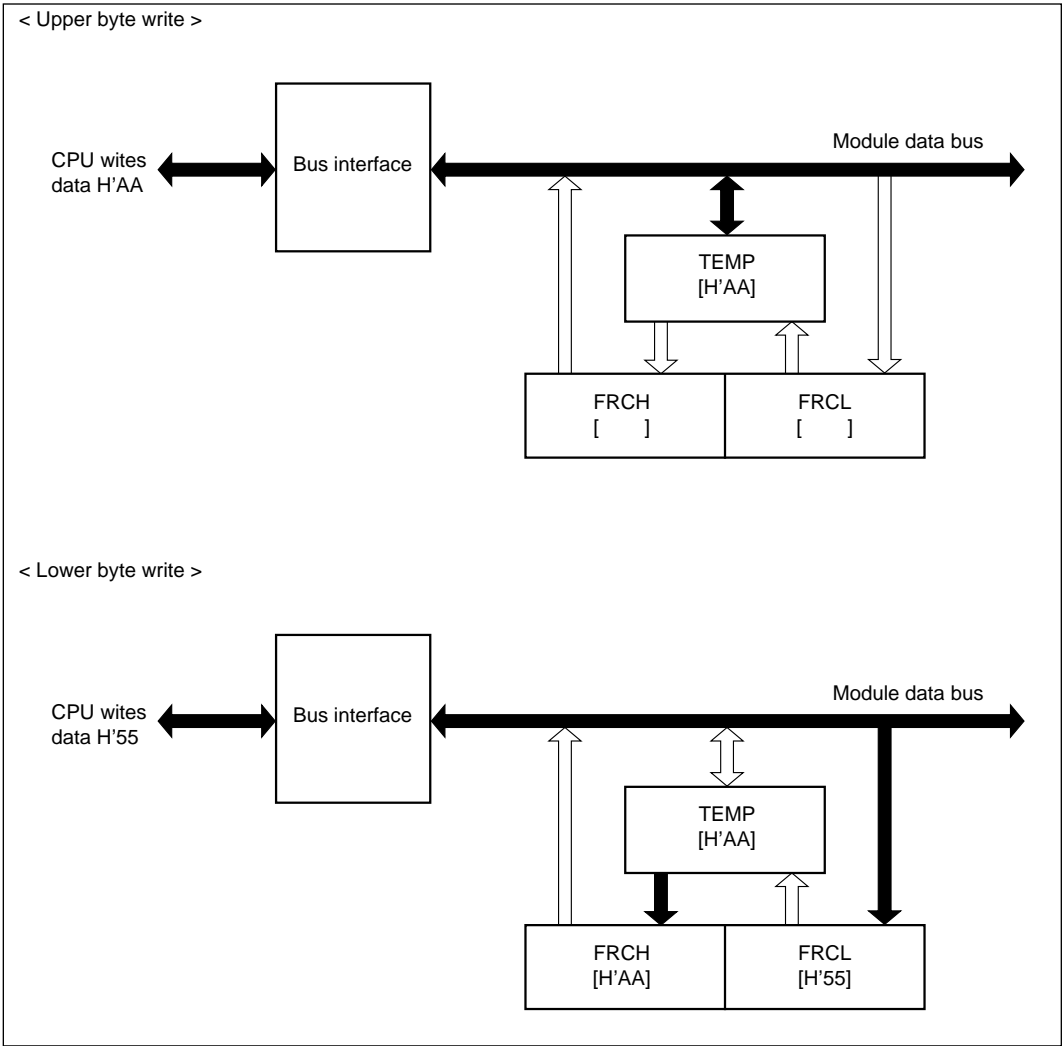 < Upper byte write >
Module data bus
CPU wites
data H'AA
Bus interface
TEMP
[H'AA]
FRCH
[ ]
FRCL
[ ]
< Lower byte write >
Module data bus
CPU wites
data H'55
Bus interface
TEMP
[H'AA]
FRCH
[H'AA]
FRCL
[H'55]